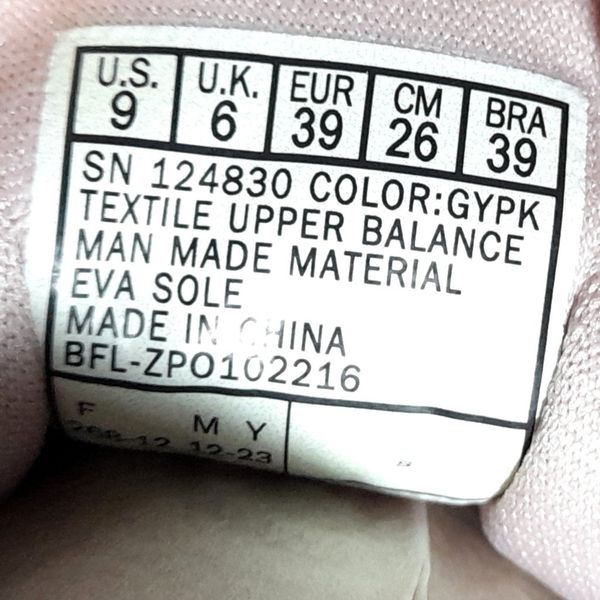 U.S. U.K. EUR CM BRA
9 6 39 26 39
SN 124830 COLOR:GYPK
TEXTILE UPPER BALANCE
MAN MADE MATERIAL
EVA SOLE
MADE IN CHINA
BFL-ZPO102216
F M Y
12-23